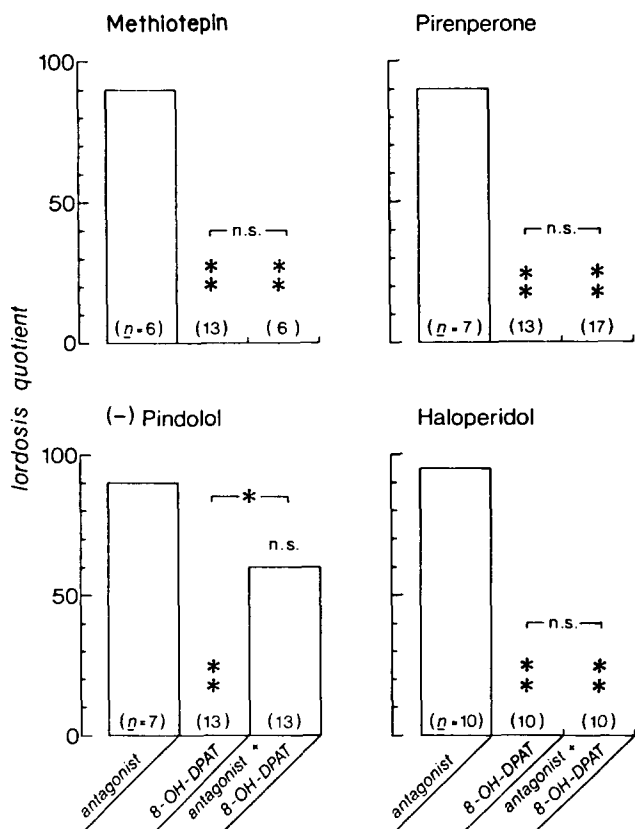 Methiotepin
Pirenperone
100
50
0
n.s.
**
**
(n=6) (13) (6)
n.s.
**
**
(n=7) (13) (17)
lordosis quotient
(-) Pindolol
Haloperidol
100
50
0
*
n.s.
**
(n=7) (13) (13)
n.s.
**
**
(n=10) (10) (10)
antagonist
8-OH-DPAT
antagonist +
8-OH-DPAT
antagonist
8-OH-DPAT
antagonist +
8-OH-DPAT